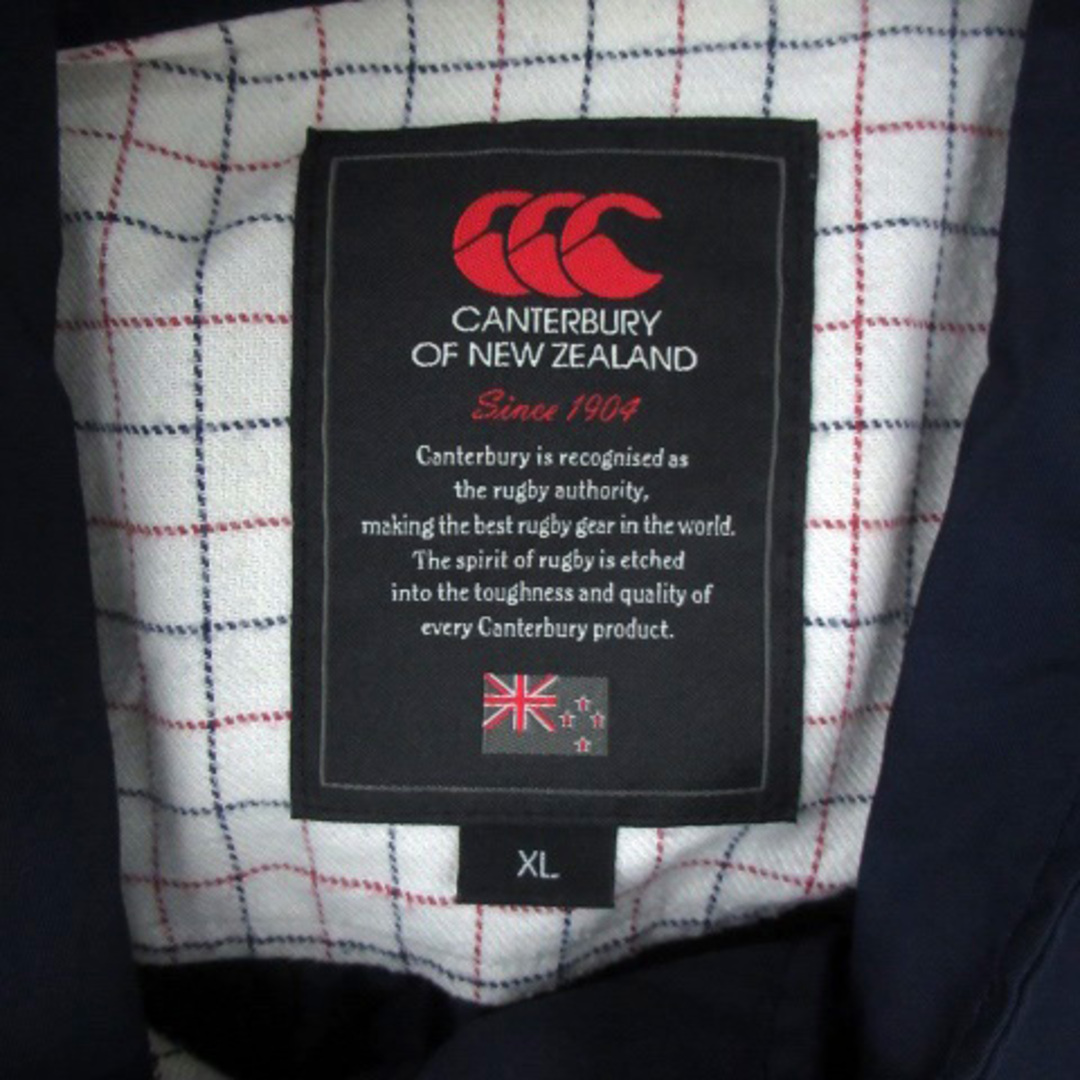 CANTERBURY
OF NEW ZEALAND
Since 1904
Canterbury is recognised as
the rugby authority,
making the best rugby gear in the world.
The spirit of rugby is etched
into the toughness and quality of
every Canterbury product.
XL